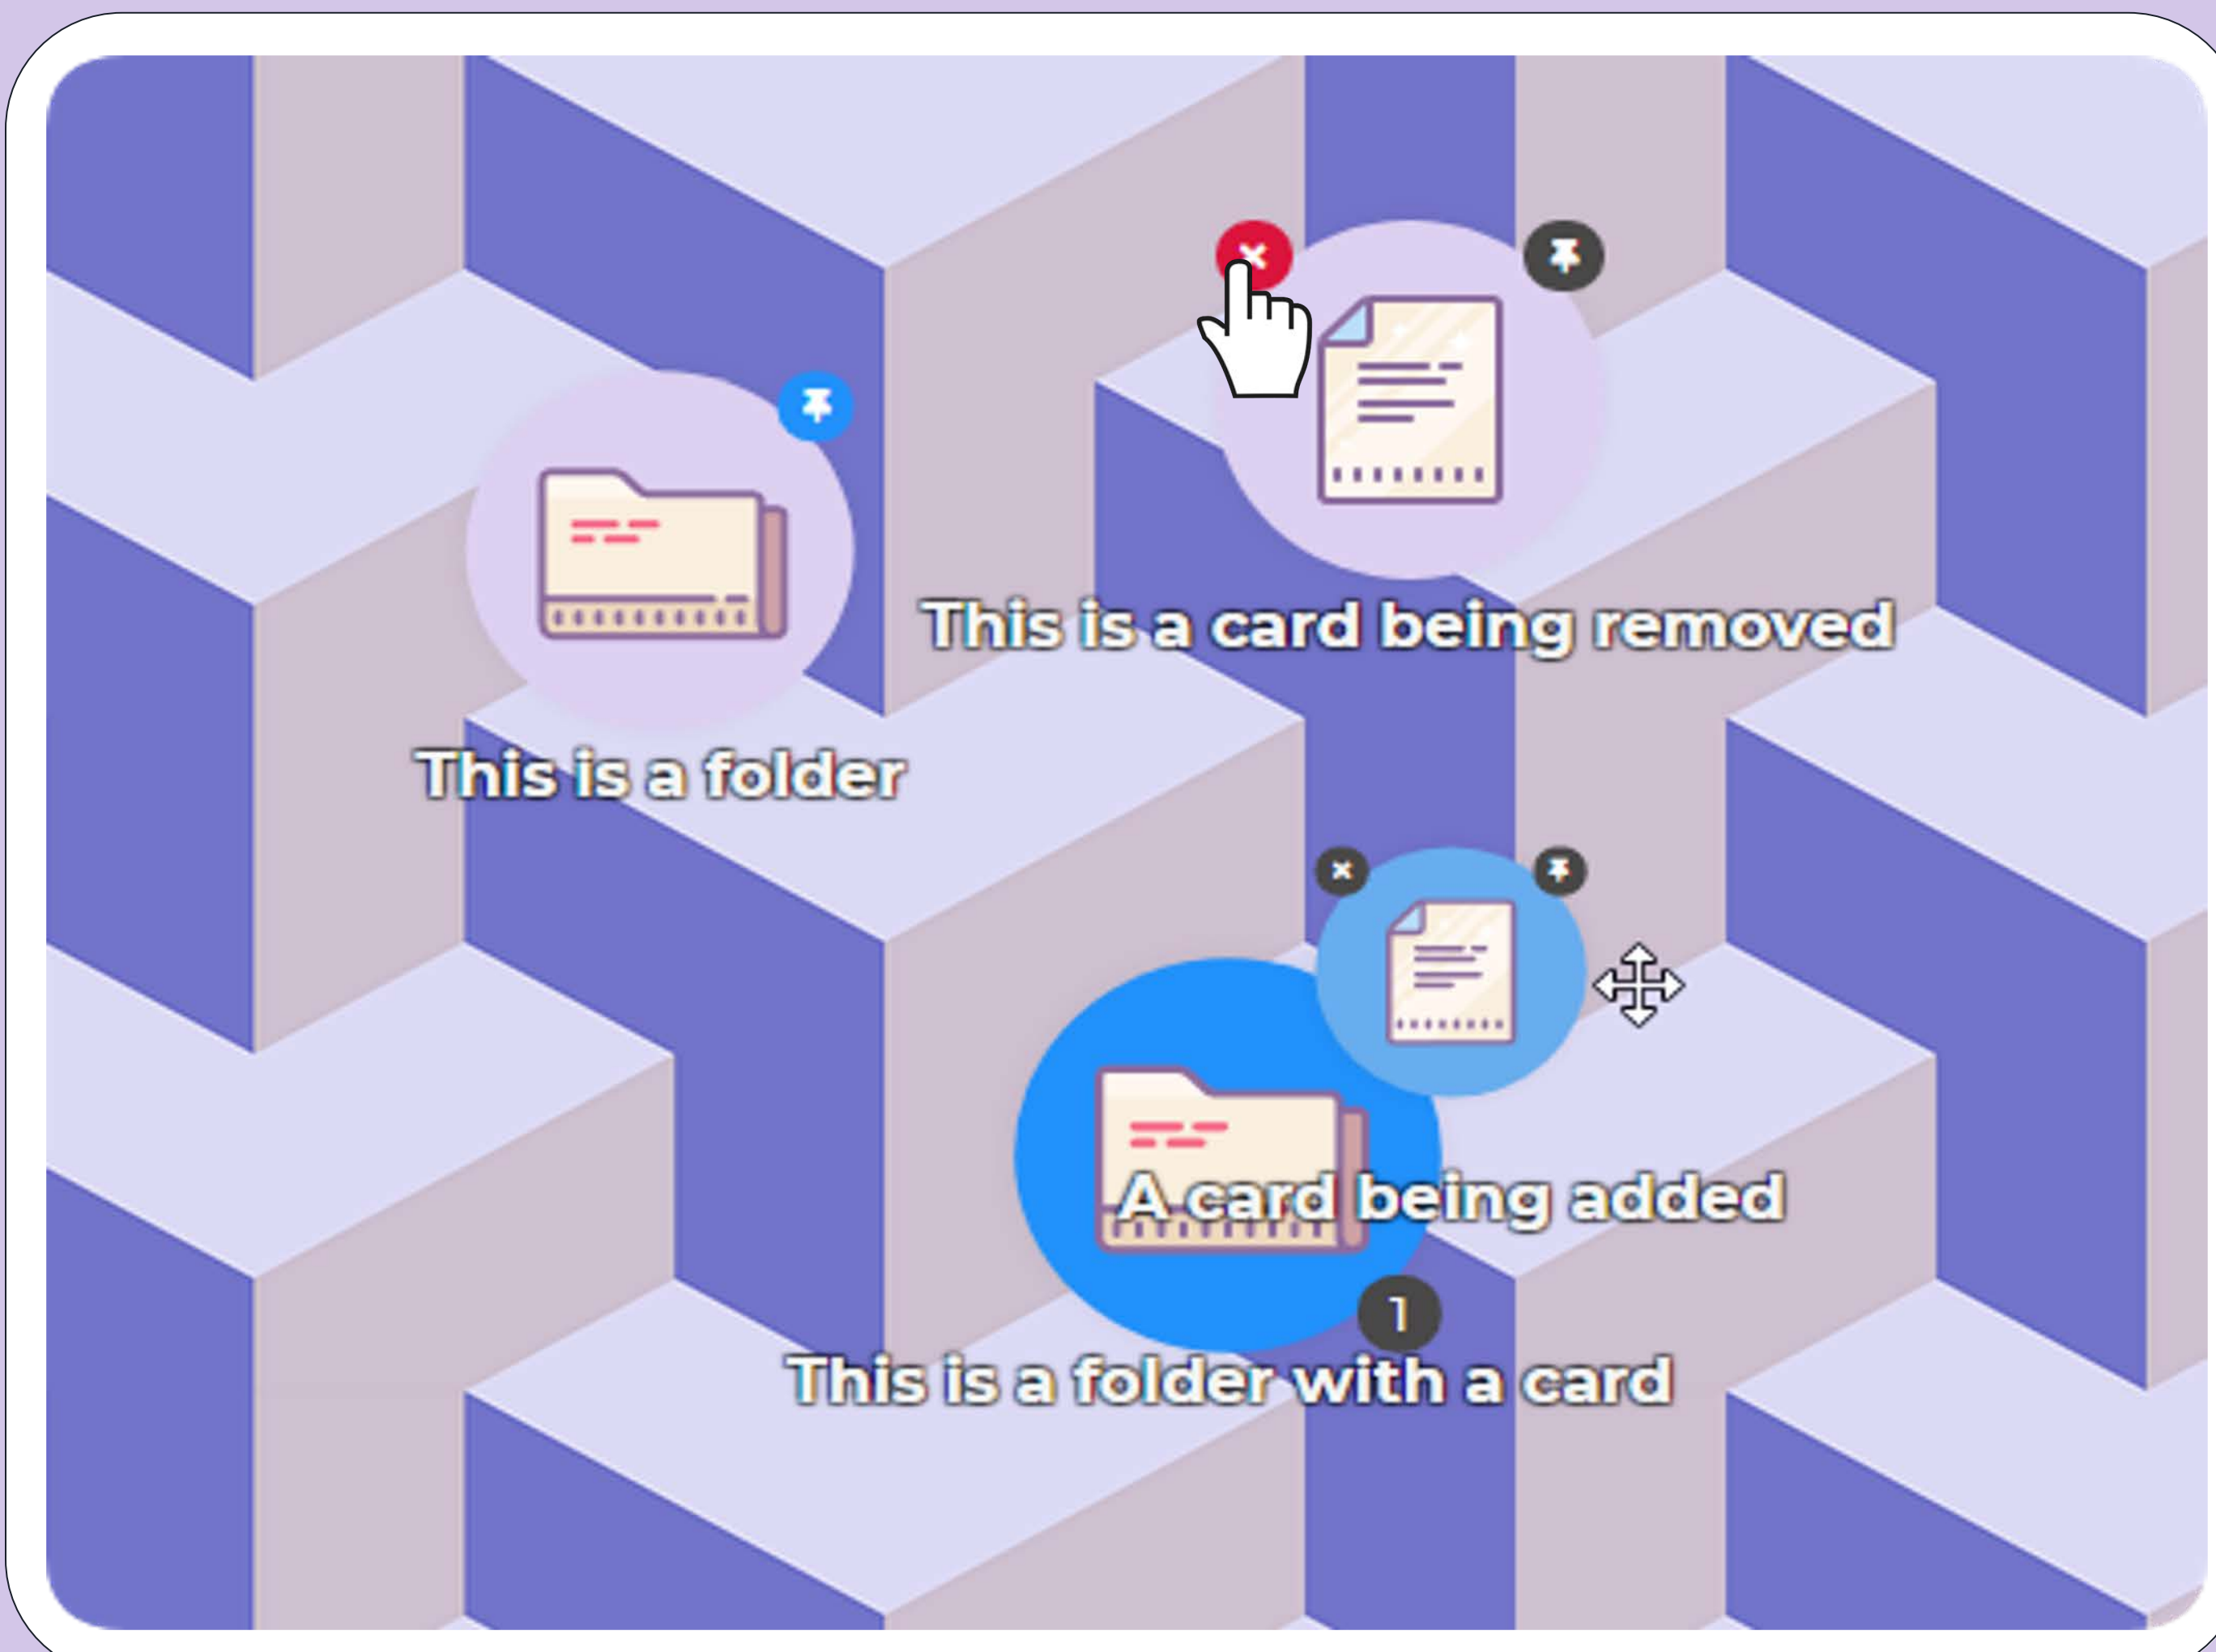 This is a card being removed
This is a folder
A card being added
1
This is a folder with a card